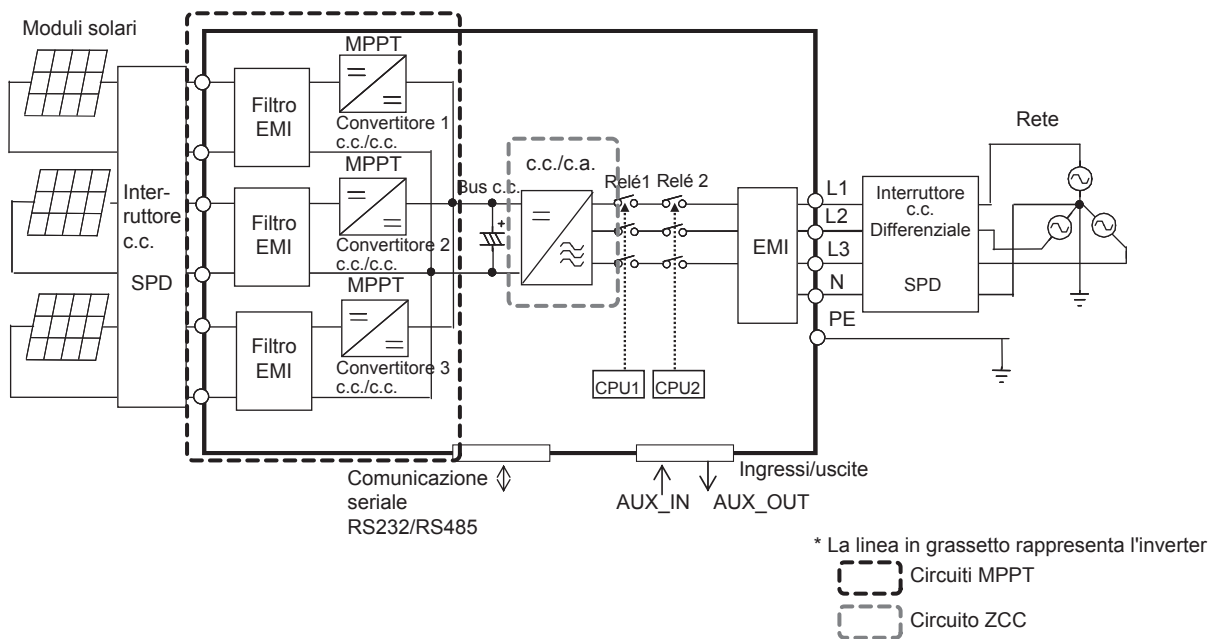 Moduli solari
Inter-
ruttore
c.c.
SPD
Filtro
EMI
MPPT
Convertitore 1
c.c./c.c.
Filtro
EMI
MPPT
Convertitore 2
c.c./c.c.
Filtro
EMI
MPPT
Convertitore 3
c.c./c.c.
Bus c.c.
+
c.c./c.a.
Relé1
Relé 2
CPU1
CPU2
EMI
L1
L2
L3
N
PE
Interruttore
c.c.
Differenziale
SPD
Rete
Comunicazione
seriale
RS232/RS485
Ingressi/uscite
AUX_IN
AUX_OUT
* La linea in grassetto rappresenta l'inverter
Circuiti MPPT
Circuito ZCC